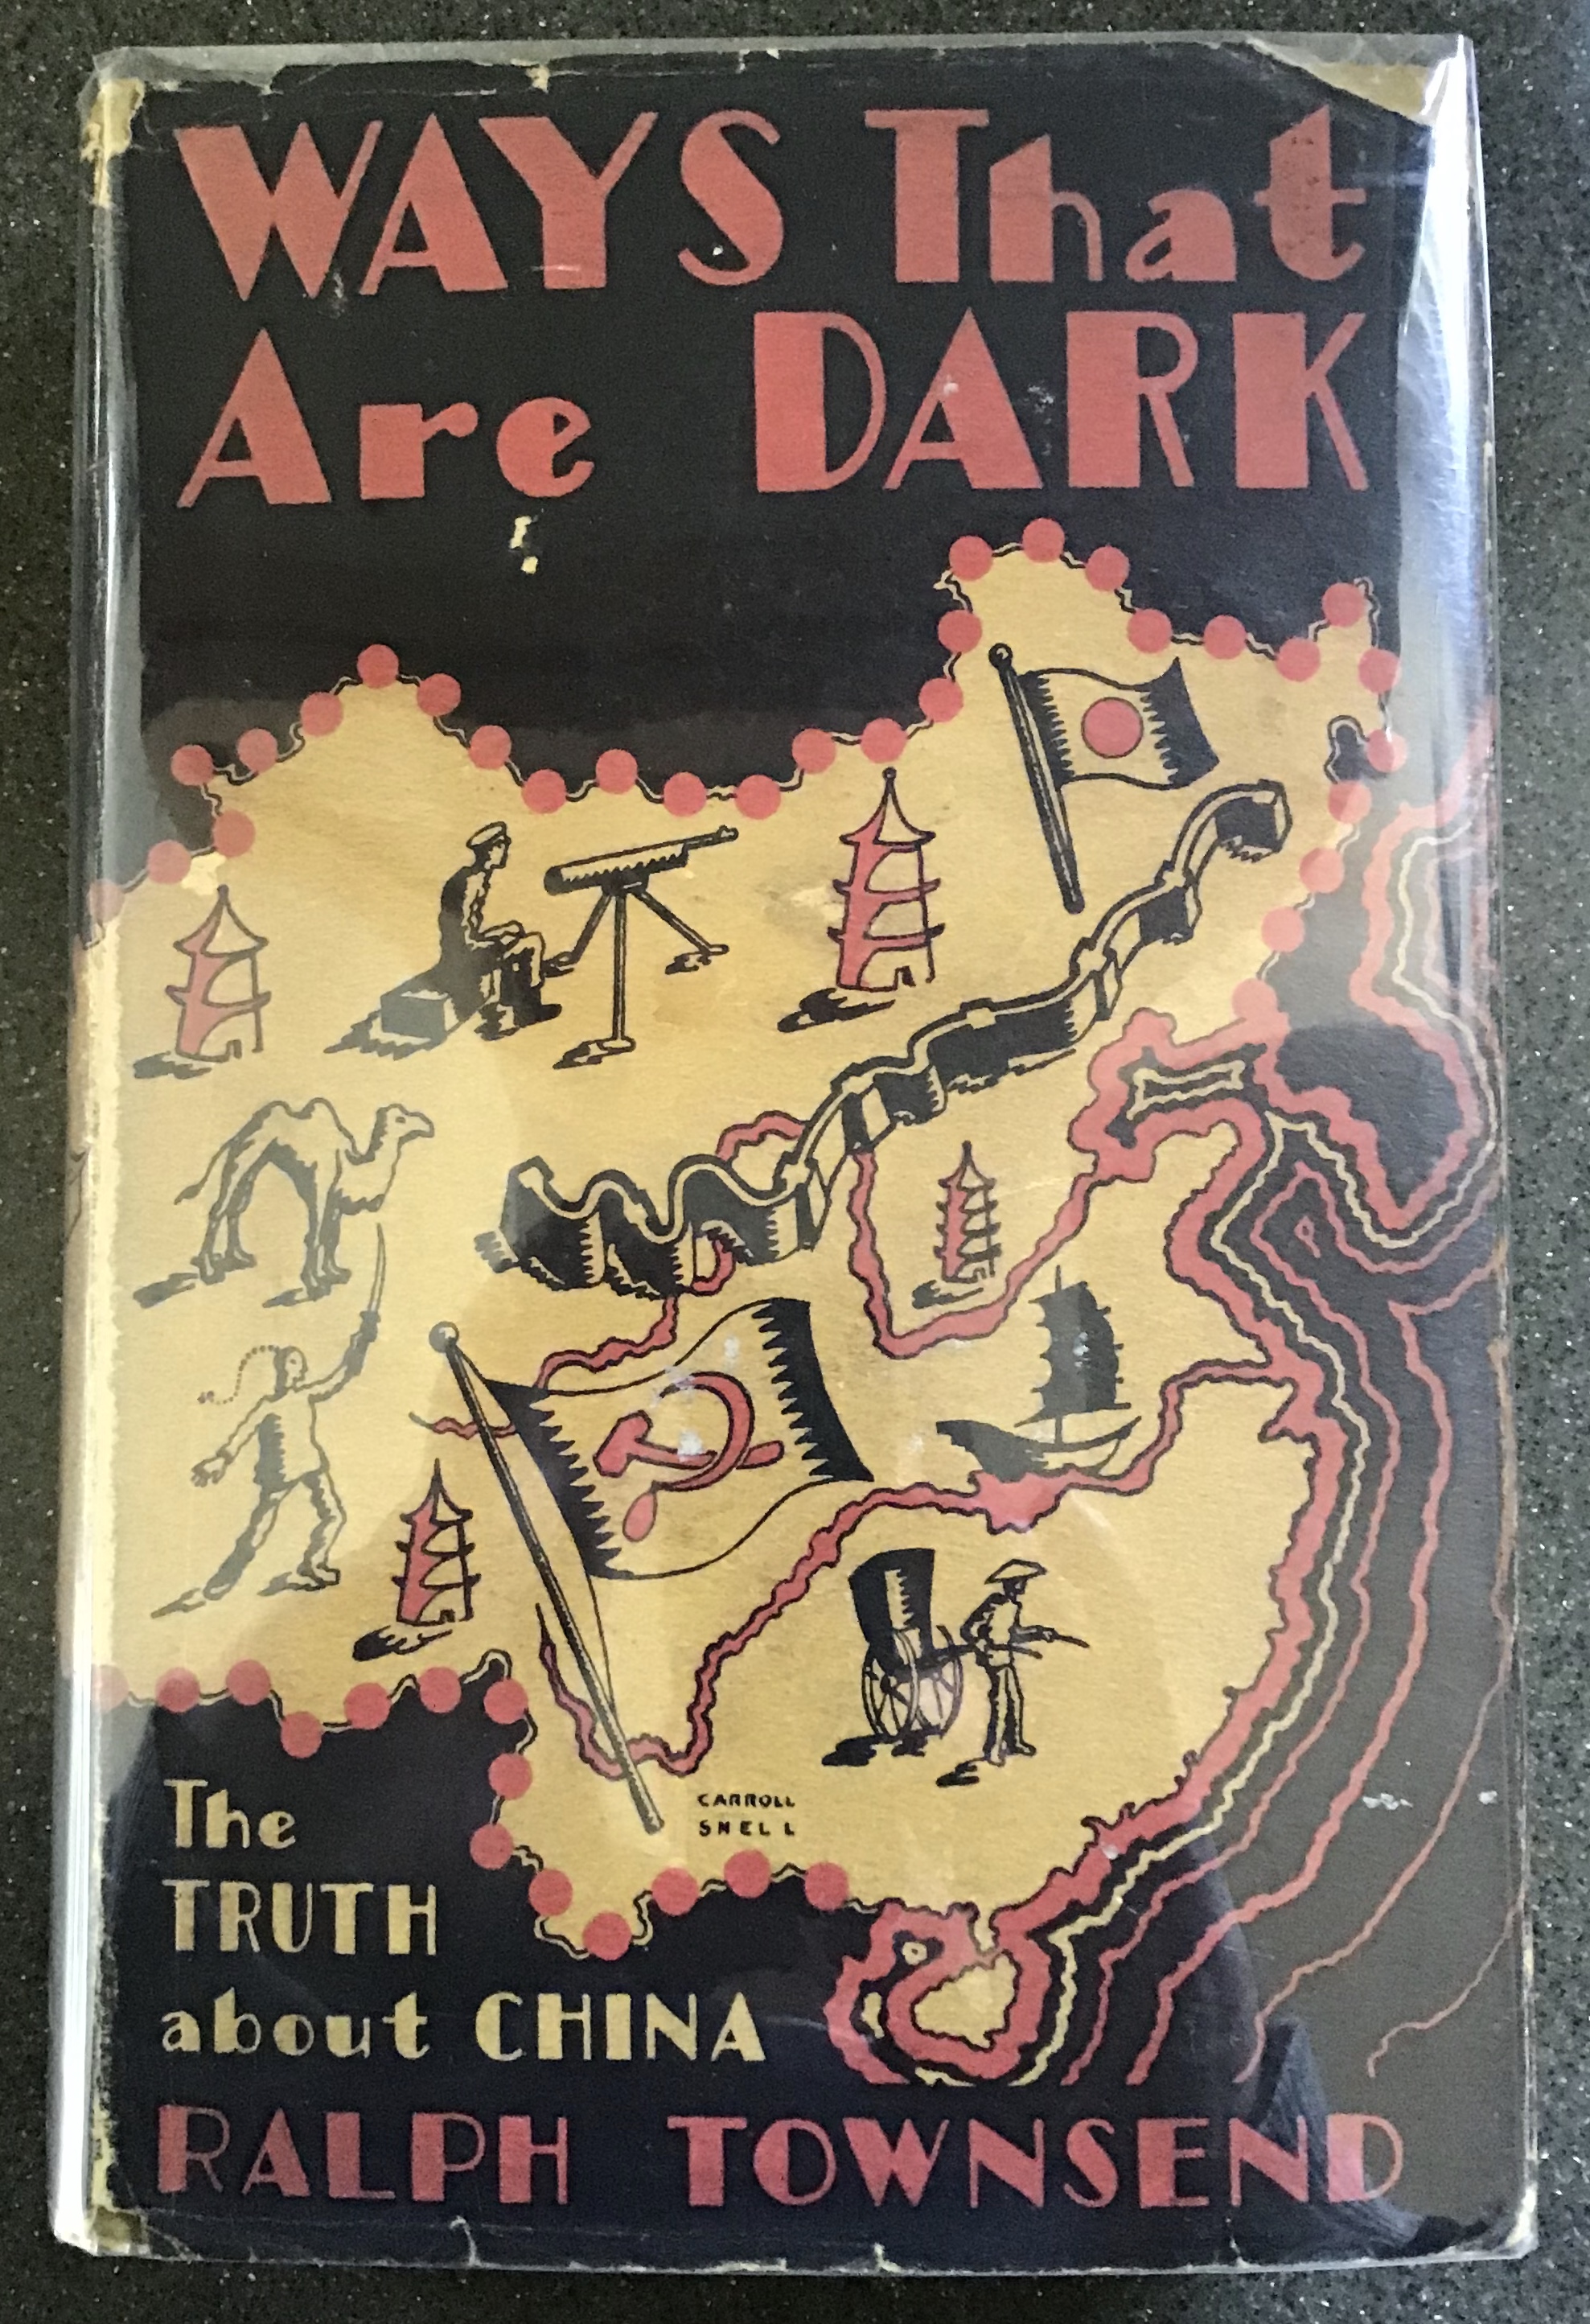 WAYS That
Are DARK
CARROLL
SNELL
The
TRUTH
about CHINA
RALPH TOWNSEND